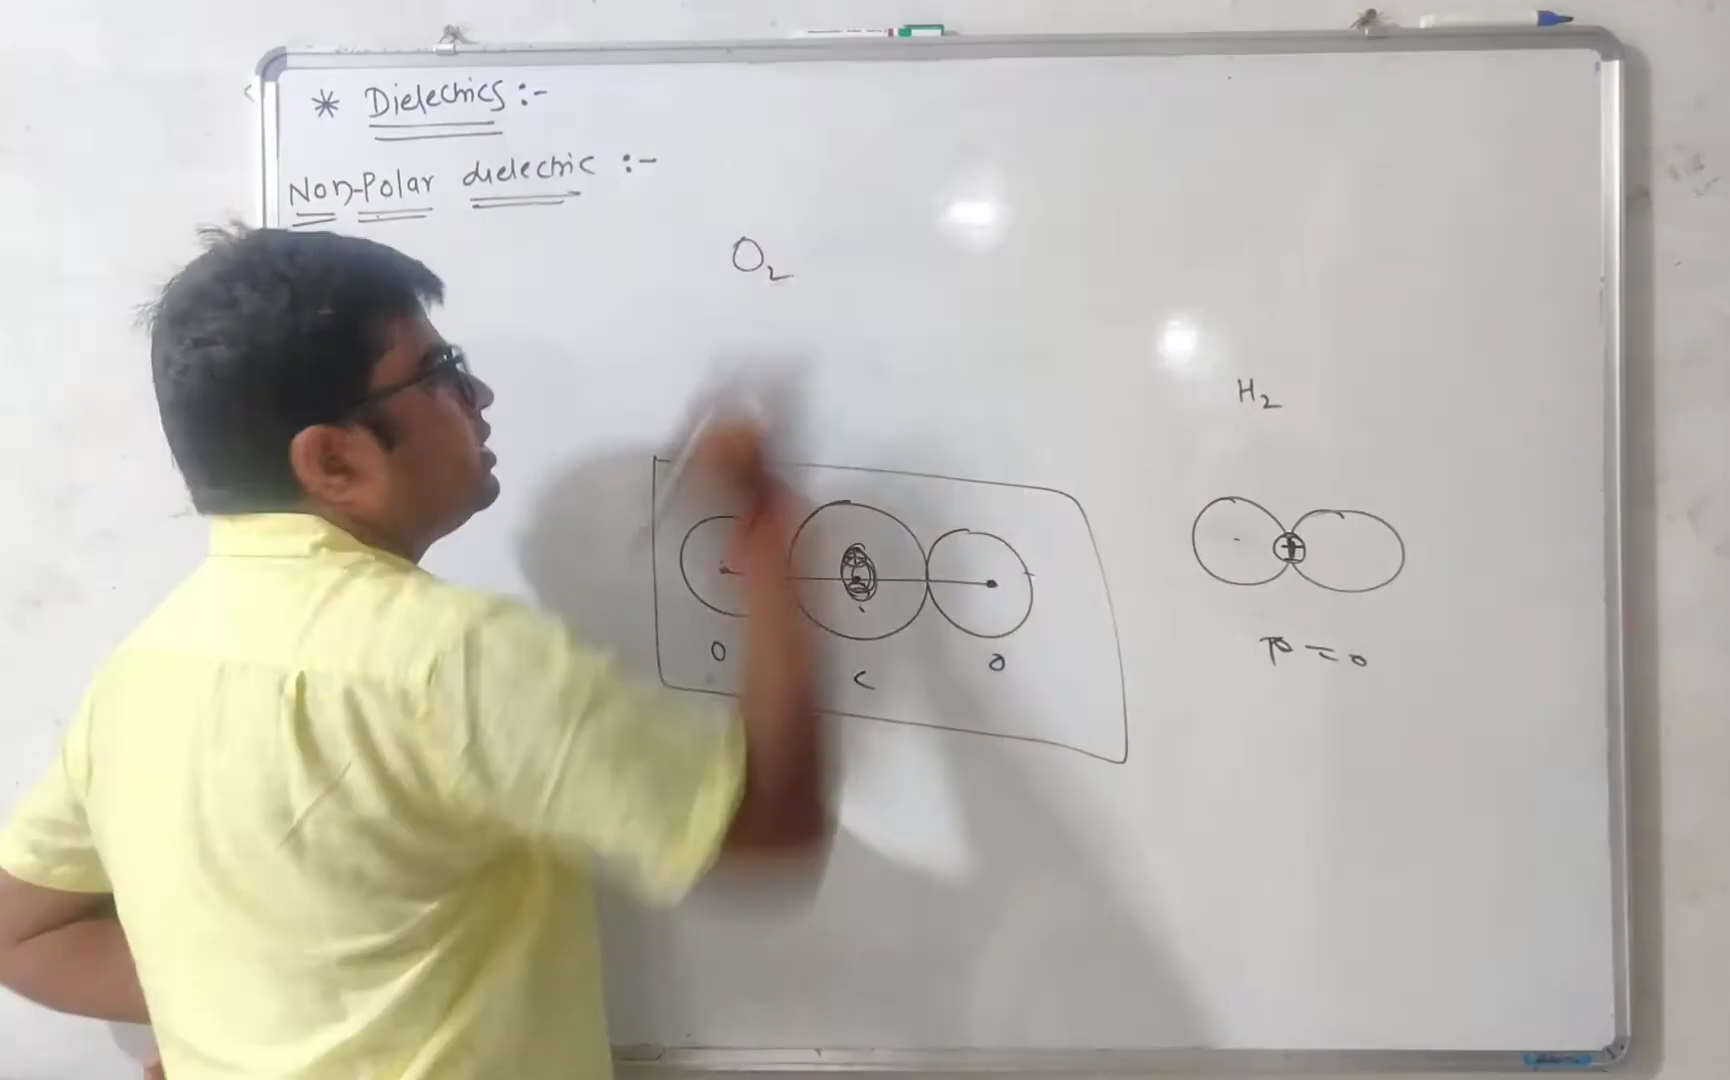 * Dielectrics :-
Non-Polar dielectric :-
O₂
H₂
O C O
P = 0